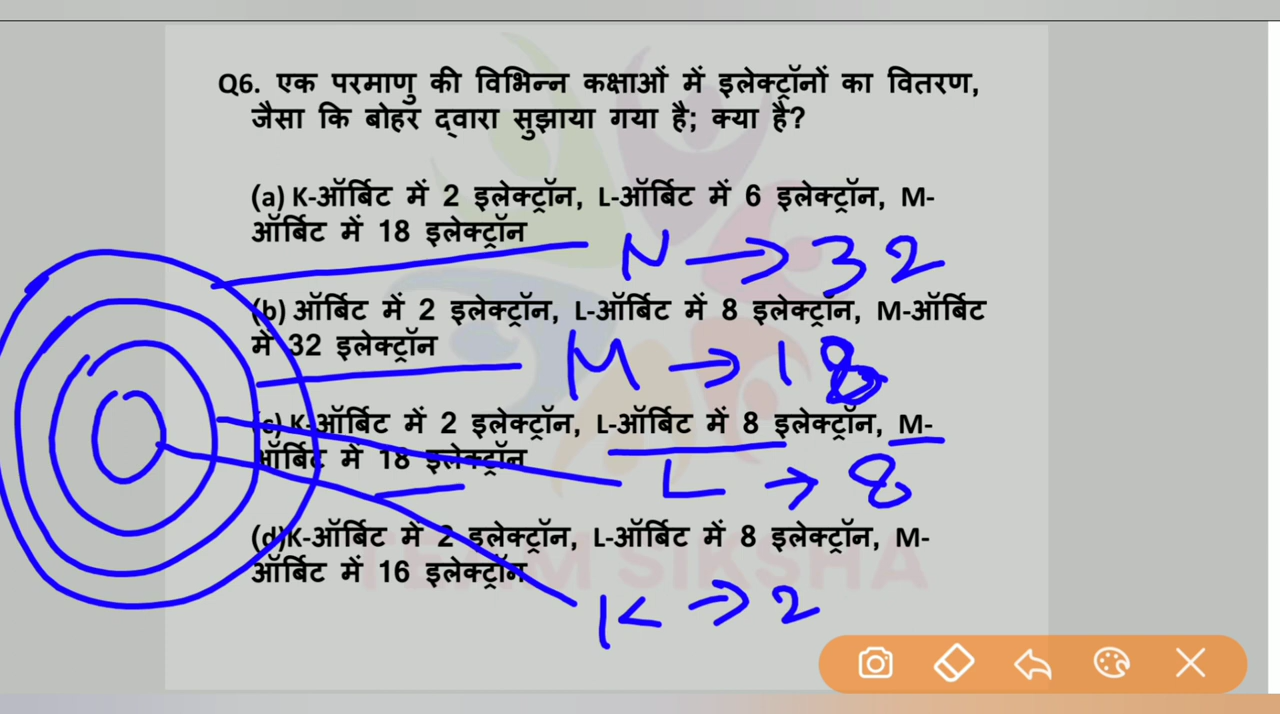 Q6. एक परमाणु की विभिन्न कक्षाओं में इलेक्ट्रॉनों का वितरण,
जैसा कि बोहर द्वारा सुझाया गया है; क्या है?
(a) K-ऑर्बिट में 2 इलेक्ट्रॉन, L-ऑर्बिट में 6 इलेक्ट्रॉन, M-
ऑर्बिट में 18 इलेक्ट्रॉन
N → 32
(b) ऑर्बिट में 2 इलेक्ट्रॉन, L-ऑर्बिट में 8 इलेक्ट्रॉन, M-ऑर्बिट
में 32 इलेक्ट्रॉन
M → 18
(c) K-ऑर्बिट में 2 इलेक्ट्रॉन, L-ऑर्बिट में 8 इलेक्ट्रॉन, M-
ऑर्बिट में 18 इलेक्ट्रॉन
L → 8
(d)K-ऑर्बिट में 2 इलेक्ट्रॉन, L-ऑर्बिट में 8 इलेक्ट्रॉन, M-
ऑर्बिट में 16 इलेक्ट्रॉन
TEAM SIKSHA
K → 2